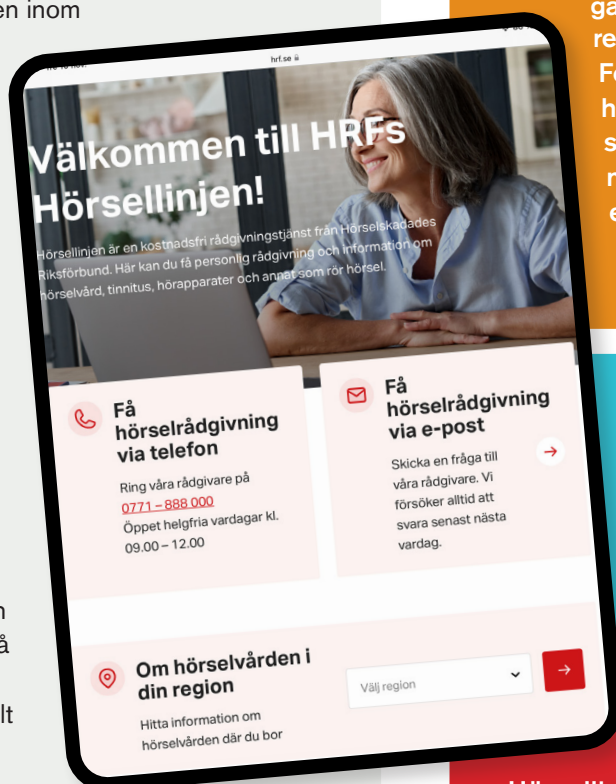 en inom
hrf.se
Välkommen till HRFs
Hörsellinjen!
Hörsellinjen är en kostnadsfri rådgivningstjänst från Hörselskadades
Riksförbund. Här kan du få personlig rådgivning och information om
hörselvård, tinnitus, hörapparater och annat som rör hörsel.
Få
hörselrådgivning
via telefon
Ring våra rådgivare på
0771 – 888 000
Öppet helgfria vardagar kl.
09.00 – 12.00
Få
hörselrådgivning
via e-post
Skicka en fråga till
våra rådgivare. Vi
försöker alltid att
svara senast nästa
vardag.
Om hörselvården i
din region
Hitta information om
hörselvården där du bor
Välj region